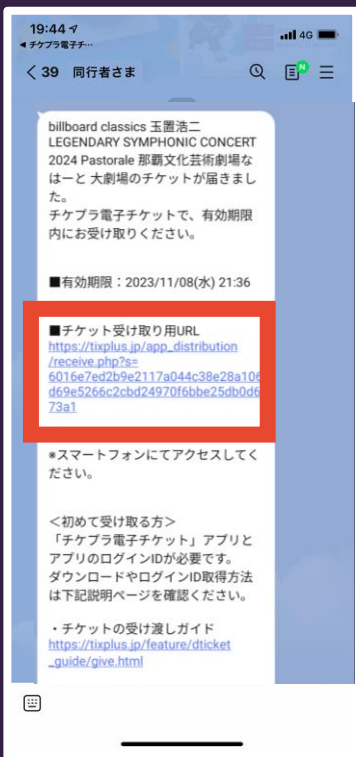 19:44
4G
◀ チケプラ電子チ…
39 同行者さま
N
billboard classics 玉置浩二
LEGENDARY SYMPHONIC CONCERT
2024 Pastorale 那覇文化芸術劇場な
はーと 大劇場のチケットが届きまし
た。
チケプラ電子チケットで、有効期限
内にお受け取りください。
■有効期限：2023/11/08(水) 21:36
■チケット受け取り用URL
https://tixplus.jp/app_distribution
/receive.php?s=
6016e7ed2b9e2117a044c38e28a106
d69e5266c2cbd24970f6bbe25db0d6
73a1
※スマートフォンにてアクセスしてく
ださい。
＜初めて受け取る方＞
「チケプラ電子チケット」アプリと
アプリのログインIDが必要です。
ダウンロードやログインID取得方法
は下記説明ページを確認ください。
・チケットの受け渡しガイド
https://tixplus.jp/feature/dticket
_guide/give.html